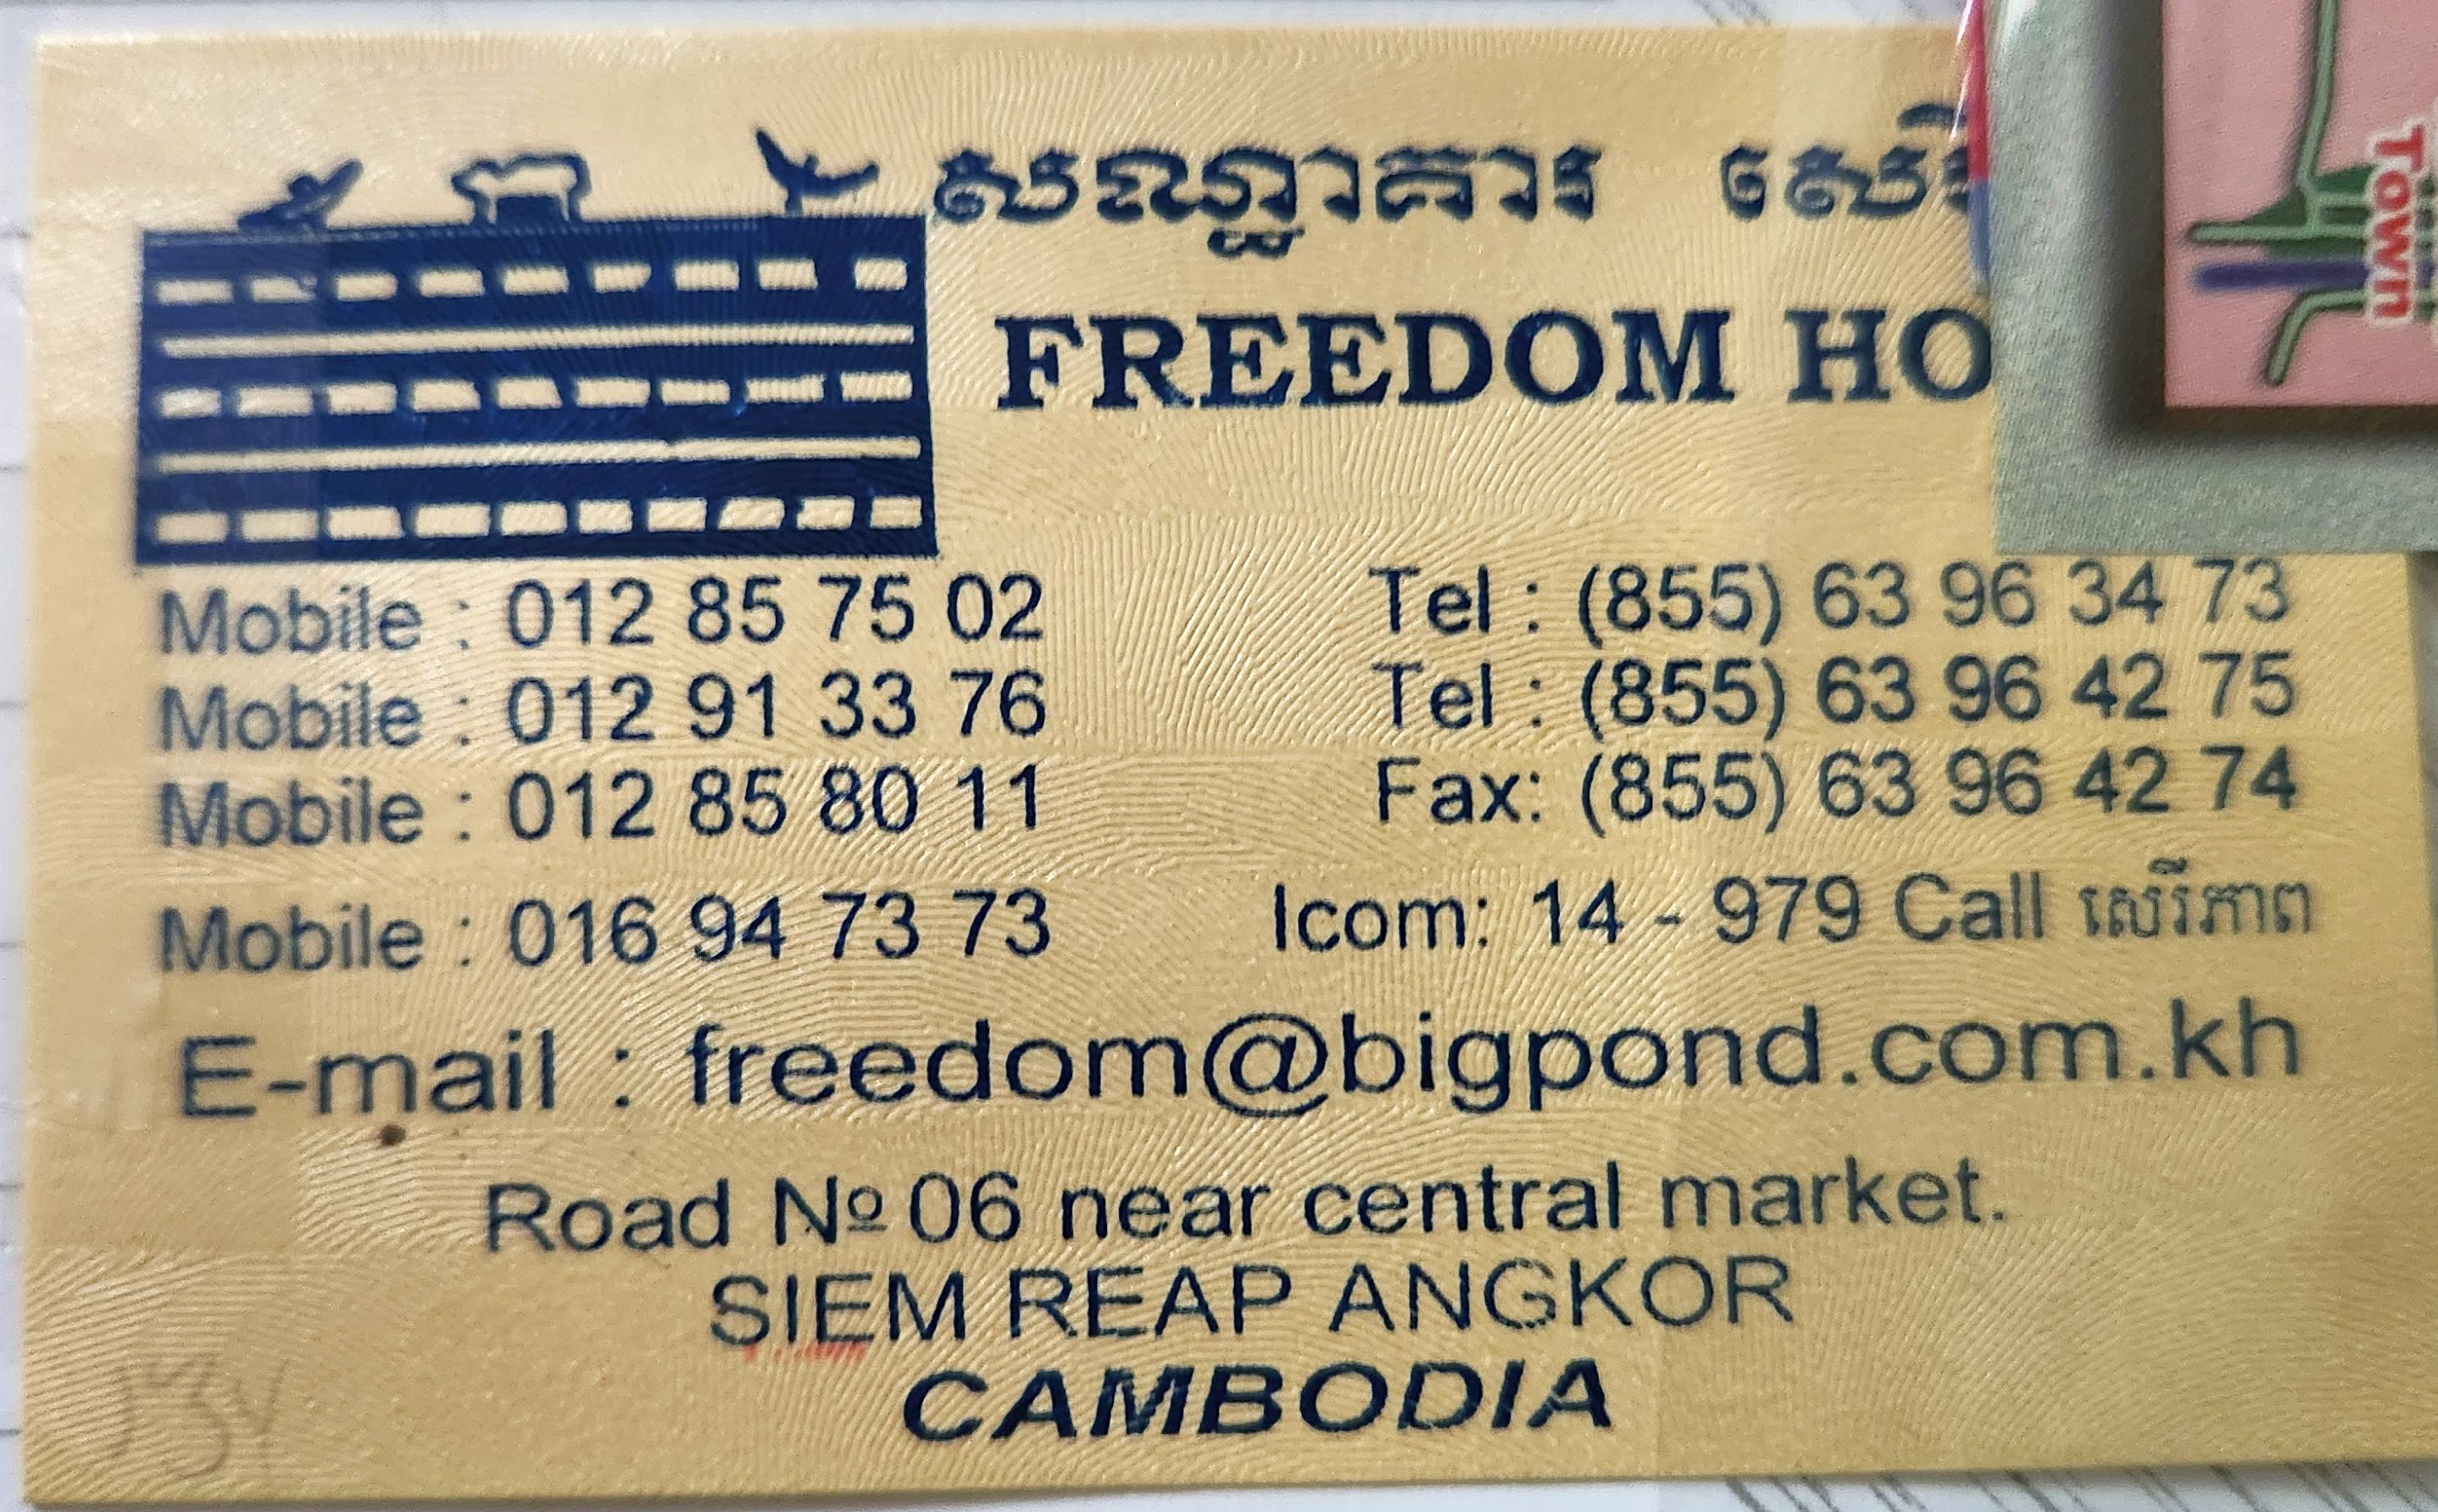 សណ្ឋាគារ សេរី
FREEDOM HO
Mobile : 012 85 75 02
Tel : (855) 63 96 34 73
Mobile : 012 91 33 76
Tel : (855) 63 96 42 75
Mobile : 012 85 80 11
Fax: (855) 63 96 42 74
Mobile : 016 94 73 73
Icom: 14 - 979 Call សេរីភាព
E-mail : freedom@bigpond.com.kh
Road № 06 near central market.
SIEM REAP ANGKOR
CAMBODIA
Town